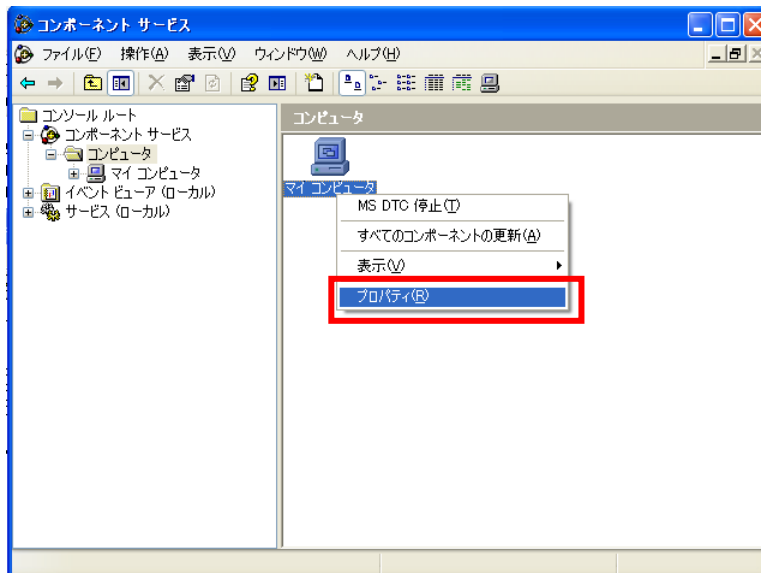 コンポーネント サービス
ファイル(F) 操作(A) 表示(V) ウィンドウ(W) ヘルプ(H)
コンソール ルート
コンポーネント サービス
コンピュータ
マイ コンピュータ
イベント ビューア (ローカル)
サービス (ローカル)
コンピュータ
マイ コンピュータ
MS DTC 停止(T)
すべてのコンポーネントの更新(A)
表示(V)
プロパティ(R)